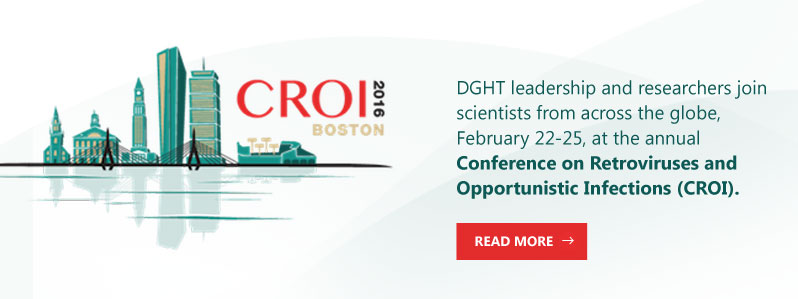 CROI
2016
BOSTON
DGHT leadership and researchers join
scientists from across the globe,
February 22-25, at the annual
Conference on Retroviruses and
Opportunistic Infections (CROI).
READ MORE →